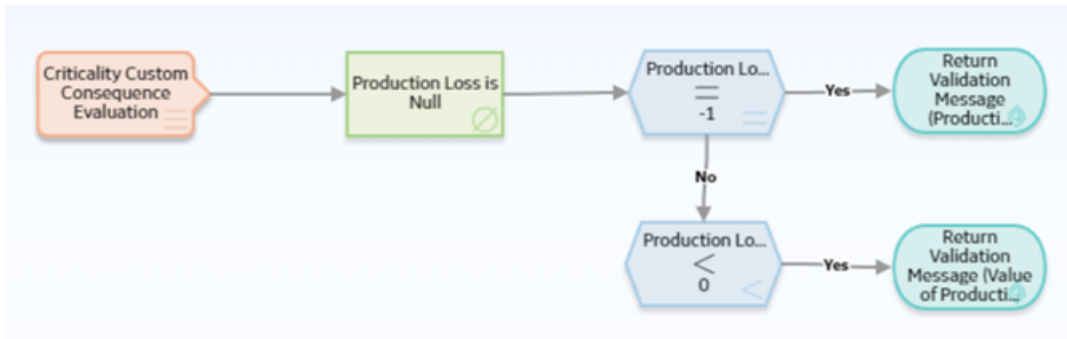 Criticality Custom
Consequence
Evaluation
Production Loss is
Null
Production Lo...
=
-1
Yes
Return
Validation
Message
(Producti...
No
Production Lo...
<
0
Yes
Return
Validation
Message (Value
of Producti...